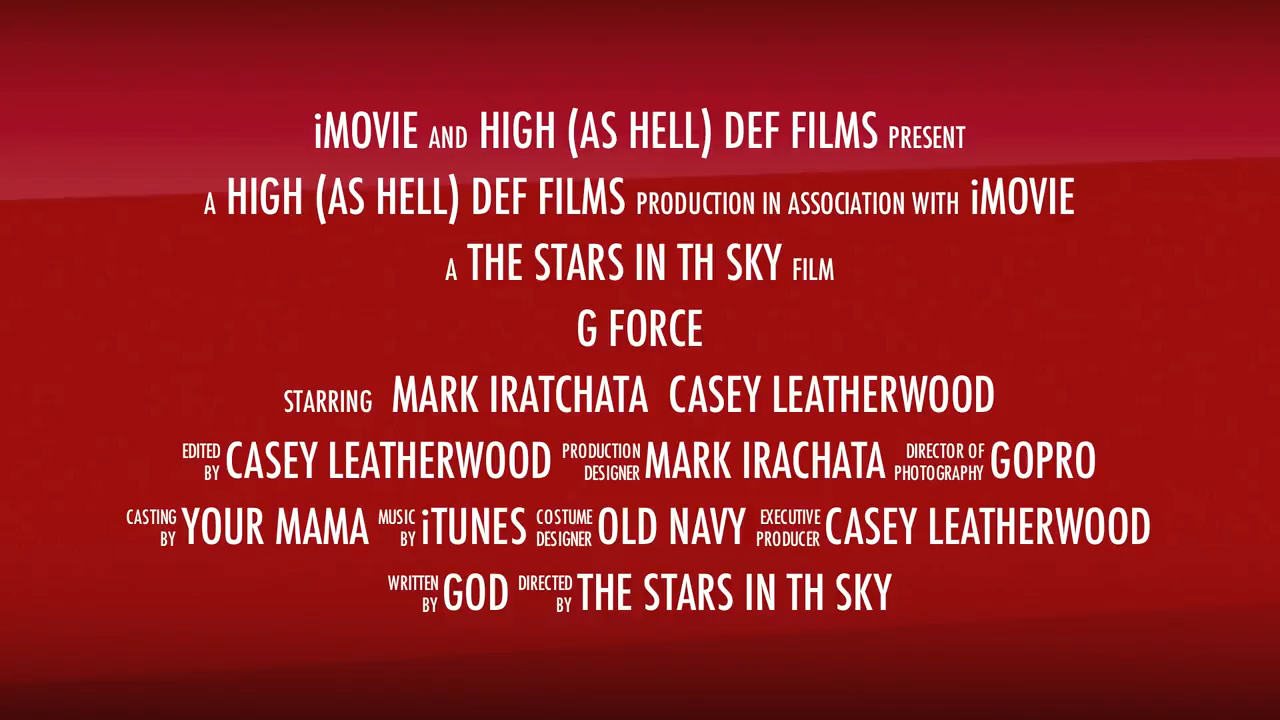 iMOVIE AND HIGH (AS HELL) DEF FILMS PRESENT
A HIGH (AS HELL) DEF FILMS PRODUCTION IN ASSOCIATION WITH iMOVIE
A THE STARS IN TH SKY FILM
G FORCE
STARRING MARK IRATCHATA CASEY LEATHERWOOD
EDITED BY CASEY LEATHERWOOD PRODUCTION DESIGNER MARK IRACHATA DIRECTOR OF PHOTOGRAPHY GOPRO
CASTING BY YOUR MAMA MUSIC BY iTUNES COSTUME DESIGNER OLD NAVY EXECUTIVE PRODUCER CASEY LEATHERWOOD
WRITTEN BY GOD DIRECTED BY THE STARS IN TH SKY